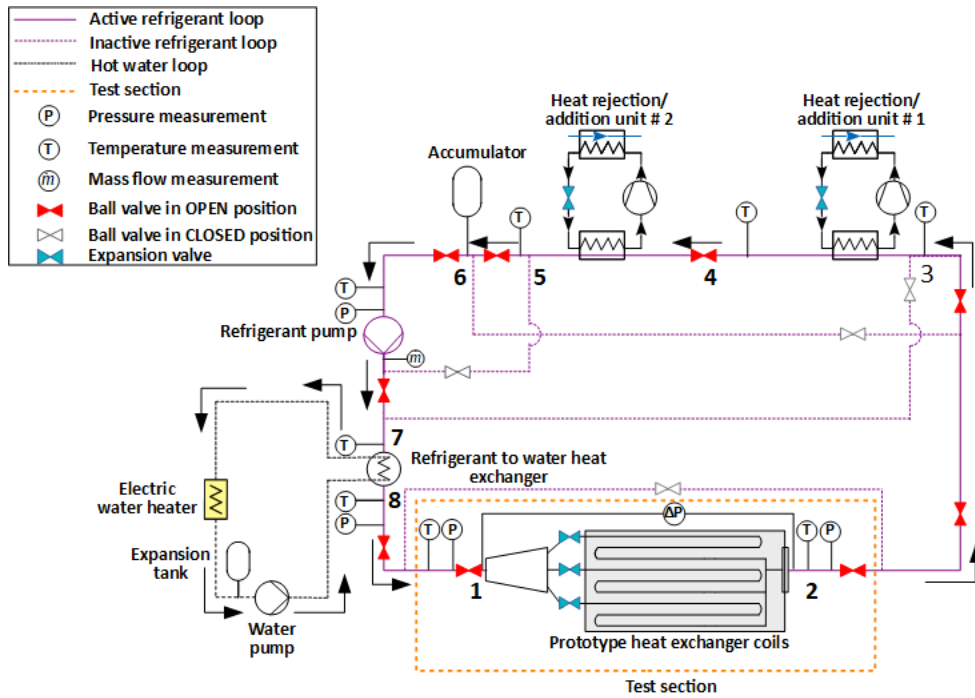 Active refrigerant loop
Inactive refrigerant loop
Hot water loop
Test section
P Pressure measurement
T Temperature measurement
ṁ Mass flow measurement
Ball valve in OPEN position
Ball valve in CLOSED position
Expansion valve
Heat rejection/
addition unit # 2
Heat rejection/
addition unit # 1
Accumulator
T
T
T
6
5
4
3
T
P
Refrigerant pump
ṁ
7
T
Refrigerant to water heat
exchanger
8
T
P
Electric
water heater
Expansion
tank
Water
pump
ΔP
T
P
T
P
1
2
Prototype heat exchanger coils
Test section